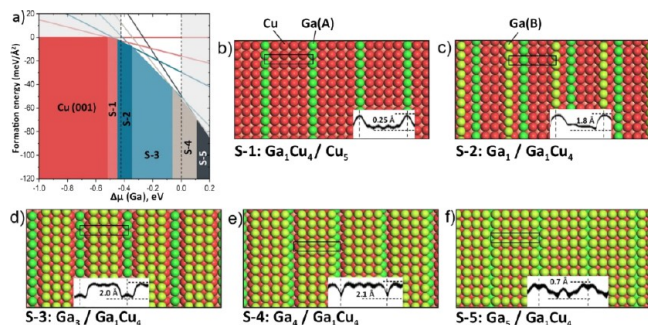 a)
Formation energy (meV/Å²)
20
0
-20
-40
-60
-80
-100
-120
Cu (001)
S-1
S-2
S-3
S-4
S-5
-1.0 -0.8 -0.6 -0.4 -0.2 0.0 0.2
Δμ (Ga), eV
b)
Cu Ga(A)
0.25 Å
S-1: Ga₁Cu₄/ Cu₅
c)
Ga(B)
1.8 Å
S-2: Ga₁ / Ga₁Cu₄
d)
2.0 Å
S-3: Ga₃ / Ga₁Cu₄
e)
2.1 Å
S-4: Ga₄ / Ga₁Cu₄
f)
0.7 Å
S-5: Ga₅ / Ga₁Cu₄